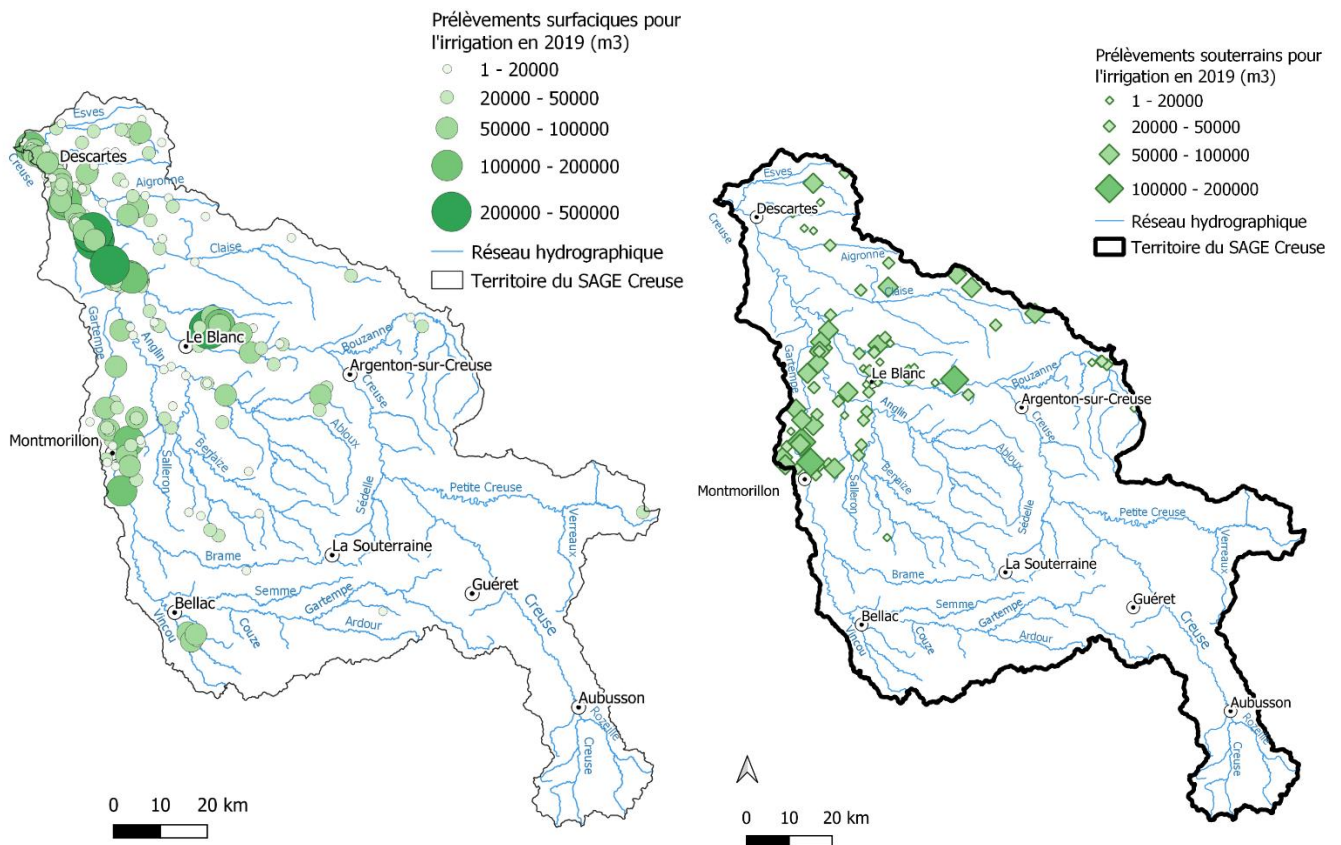 Prélèvements surfaciques pour
l'irrigation en 2019 (m3)
1 - 20000
20000 - 50000
50000 - 100000
100000 - 200000
200000 - 500000
Réseau hydrographique
Territoire du SAGE Creuse
Esves
Creuse
Descartes
Aigronne
Claise
Gartempe
Anglin
Le Blanc
Bouzanne
Argenton-sur-Creuse
Creuse
Abloux
Montmorillon
Salleron
Benaize
Sédelle
Petite Creuse
Verreaux
La Souterraine
Brame
Semme
Gartempe
Guéret
Creuse
Bellac
Vincou
Couze
Ardour
Aubusson
Rozeille
Creuse
0 10 20 km
Prélèvements souterrains pour
l'irrigation en 2019 (m3)
1 - 20000
20000 - 50000
50000 - 100000
100000 - 200000
Réseau hydrographique
Territoire du SAGE Creuse
Esves
Descartes
Creuse
Aigronne
Claise
Gartempe
Le Blanc
Bouzanne
Argenton-sur-Creuse
Anglin
Creuse
Abloux
Montmorillon
Salleron
Benaize
Sédelle
Petite Creuse
Verreaux
La Souterraine
Brame
Semme
Gartempe
Guéret
Creuse
Bellac
Vincou
Couze
Ardour
Aubusson
Rozeille
Creuse
0 10 20 km